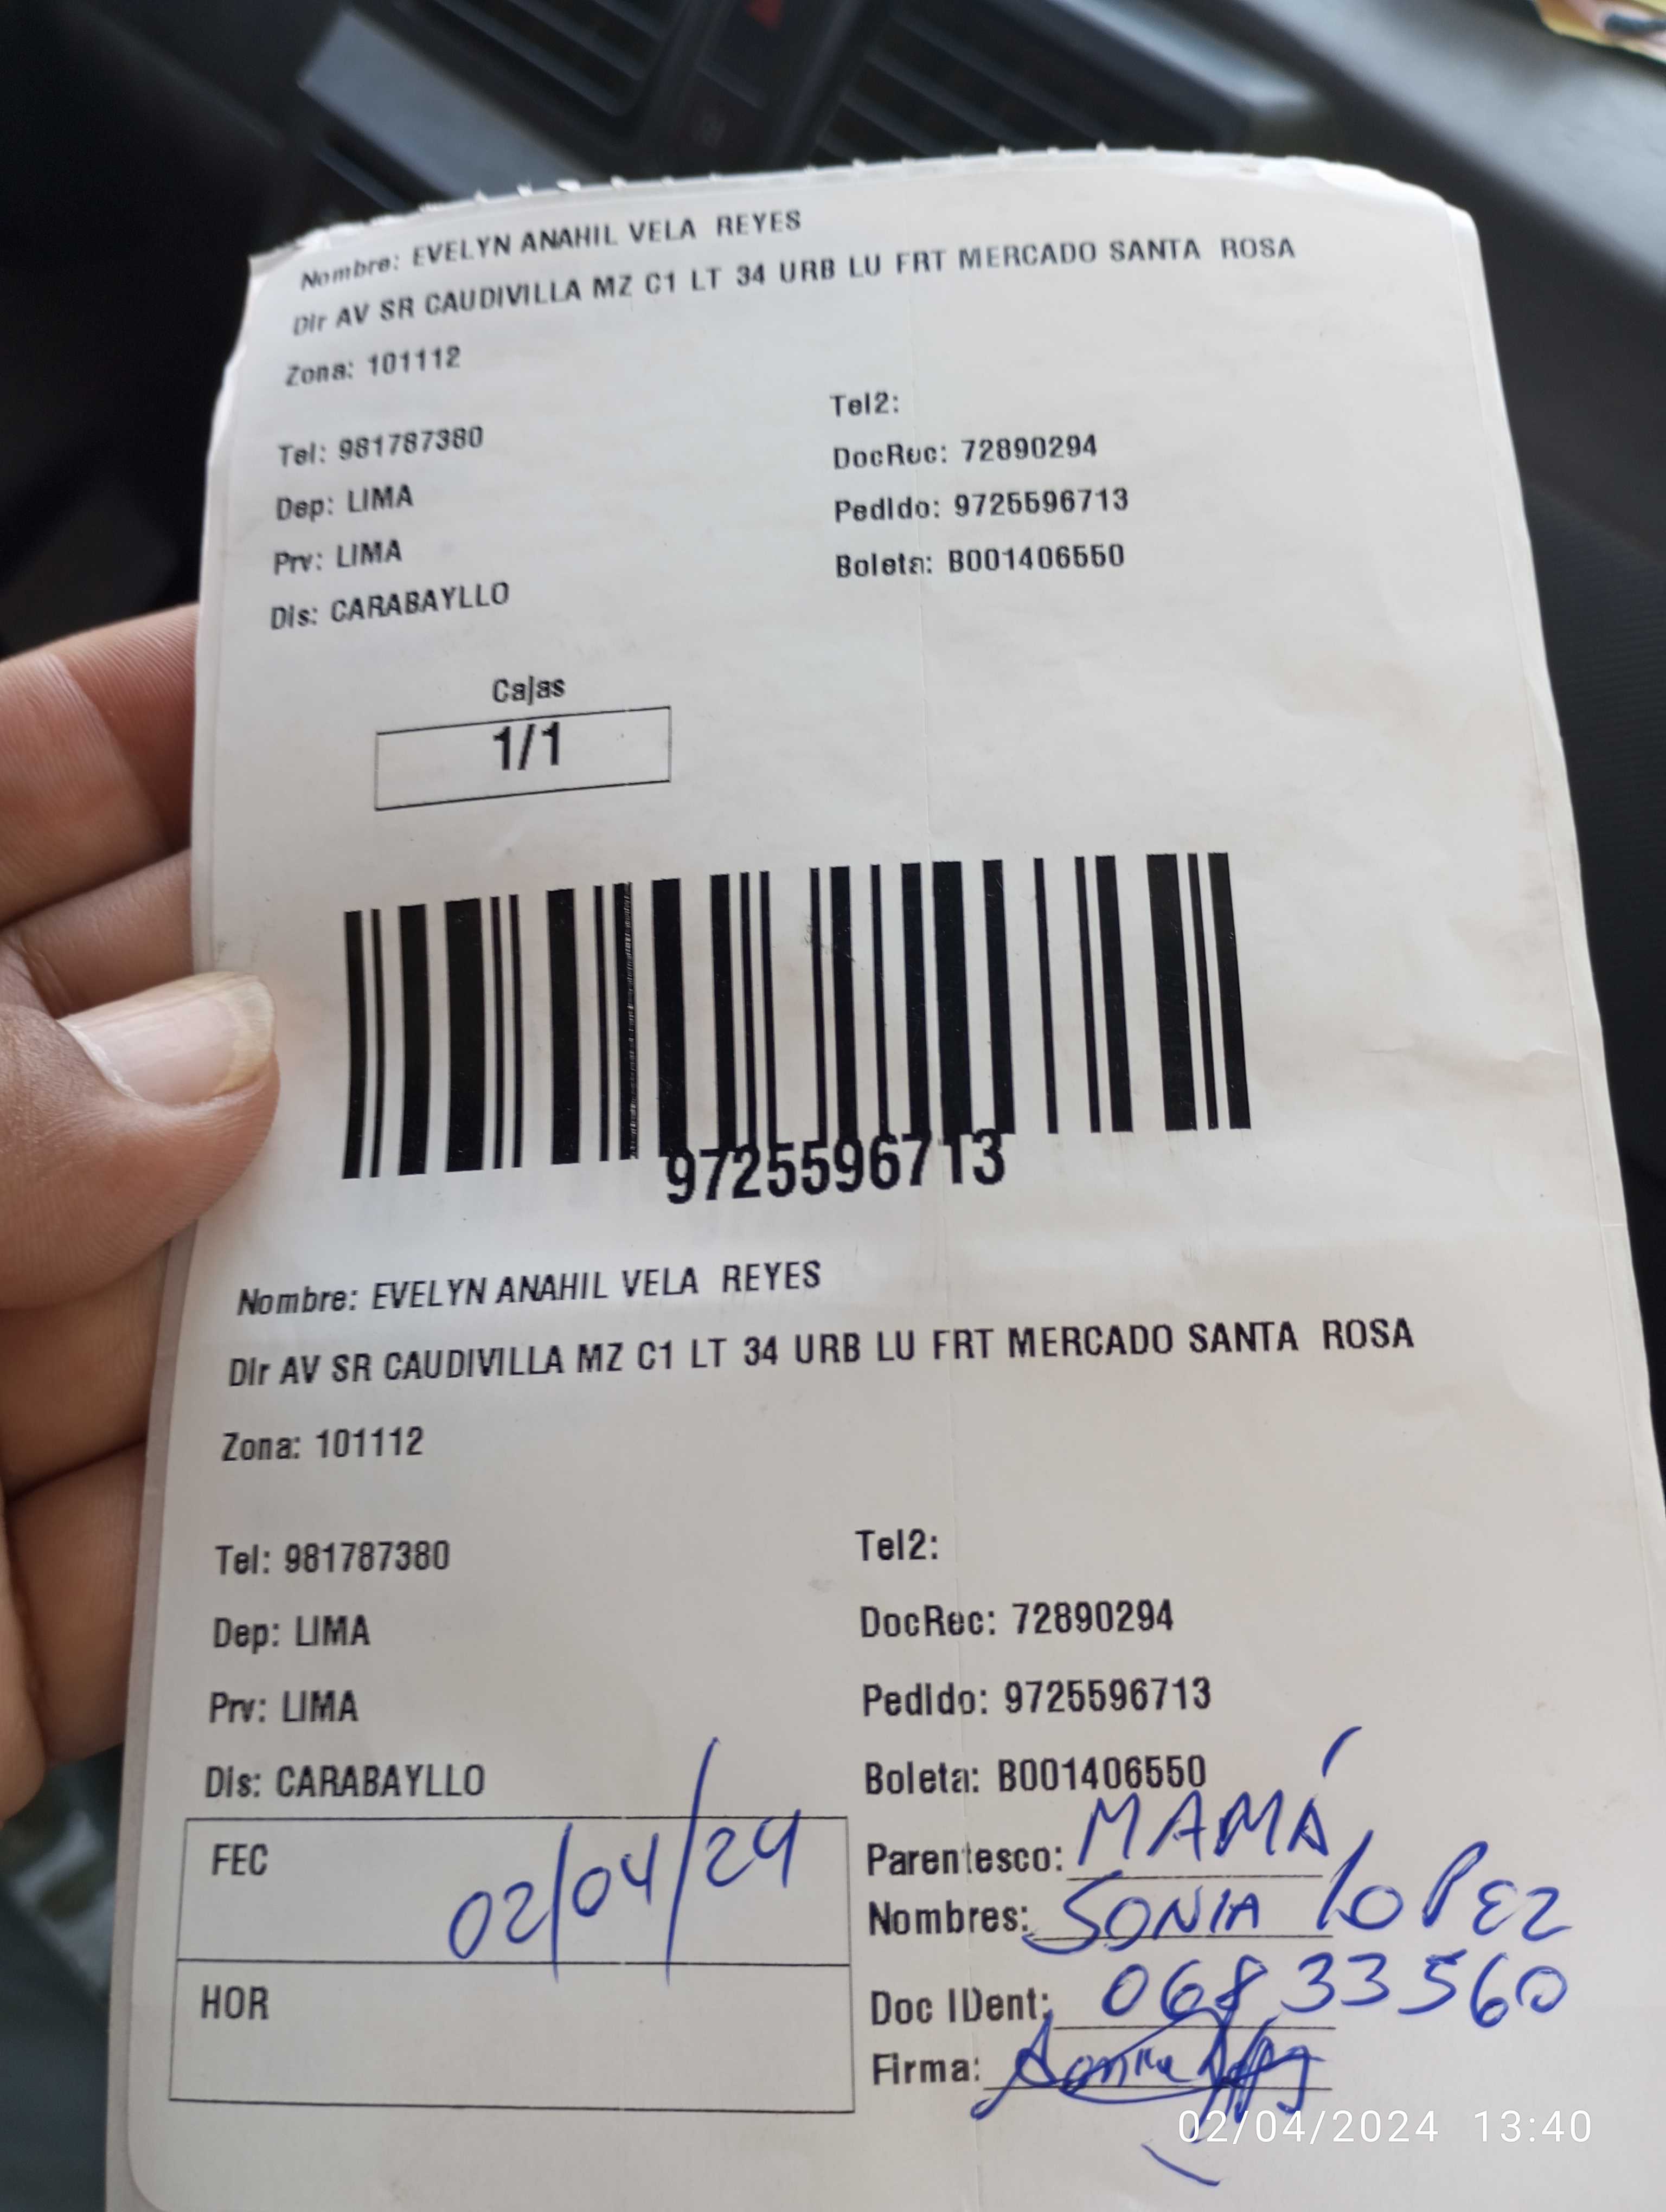 Nombre: EVELYN ANAHIL VELA REYES
Dir AV SR CAUDIVILLA MZ C1 LT 34 URB LU FRT MERCADO SANTA ROSA
Zona: 101112
Tel: 981787380 Tel2:
Dep: LIMA DocRec: 72890294
Prv: LIMA Pedido: 9725596713
Dis: CARABAYLLO Boleta: B001406550
Cajas
1/1
9725596713
Nombre: EVELYN ANAHIL VELA REYES
Dir AV SR CAUDIVILLA MZ C1 LT 34 URB LU FRT MERCADO SANTA ROSA
Zona: 101112
Tel: 981787380 Tel2:
Dep: LIMA DocRec: 72890294
Prv: LIMA Pedido: 9725596713
Dis: CARABAYLLO Boleta: B001406550
FEC 02/04/24 Parentesco: MAMÁ
Nombres: SONIA LOPEZ
HOR Doc IDent: 06833560
Firma: Sonia
02/04/2024 13:40